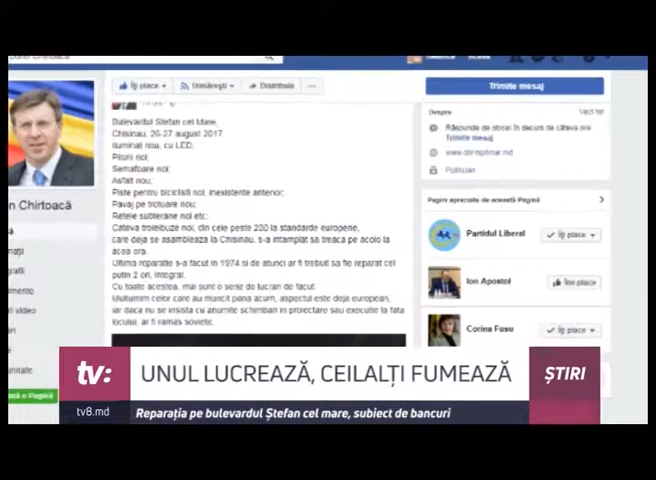 Îți place
Urmărești
Distribuie
...
Trimite mesaj
Bulevardul Stefan cel Mare,
Chisinau, 26-27 august 2017
Iluminat nou, cu LED,
Piloni noi,
Semafoare noi;
Asfalt nou;
Piste pentru biciclisti noi, inexistente anterior;
Pavaj pe trotuare nou;
Retele subterane noi etc;
Cateva troleibuze noi, din cele peste 200 la standarde europene,
care deja se asambleaza la Chisinau, s-a intamplat sa treaca pe acolo la
acea ora.
Ultima reparatie s-a facut in 1974 si de atunci ar fi trebuit sa fie reparat cel
putin 2 ori, integral.
Cu toate acestea, mai sunt o serie de lucrari de facut.
Multumim celor care au muncit pana acum, aspectul este deja european,
iar daca nu se insista cu anumite schimbari in proiectare sau executie la fata
locului, ar fi ramas sovietic.
n Chirtoacă
Despre
Vezi tot
Răspunde de obicei în decurs de câteva ore
Trimite mesaj
www.dorinprimar.md
Politician
Pagini apreciate de această Pagină
Partidul Liberal
Îți place
Ion Apostol
Îmi place
Corina Fusu
Îți place
tv:
UNUL LUCREAZĂ, CEILALȚI FUMEAZĂ
ȘTIRI
tv8.md
Reparația pe bulevardul Ștefan cel mare, subiect de bancuri